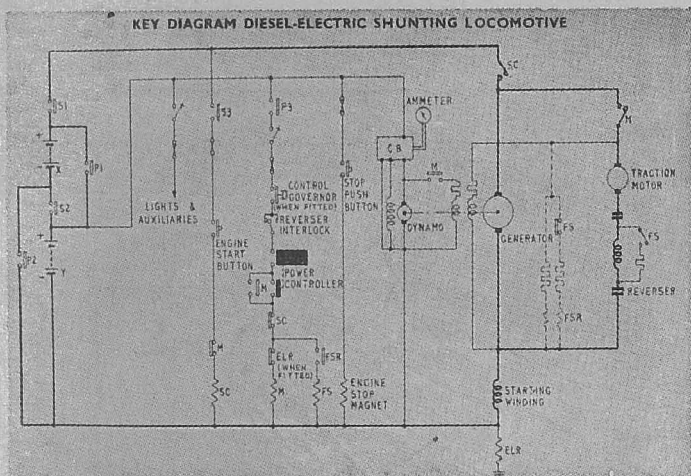 KEY DIAGRAM DIESEL-ELECTRIC SHUNTING LOCOMOTIVE
SC
AMMETER
S1
S3
P3
M
+
C.B.
X
-
P1
CONTROL
GOVERNOR
(WHEN FITTED)
STOP
PUSH
BUTTON
M
TRACTION
MOTOR
S2
LIGHTS &
AUXILIARIES
REVERSER
INTERLOCK
DYNAMO
GENERATOR
FS
FS
+
ENGINE
START
BUTTON
P2
Y
-
POWER
CONTROLLER
M
REVERSER
SC
FSR
M
ELR
(WHEN
FITTED)
FSR
SC
M
FS
ENGINE
STOP
MAGNET
STARTING
WINDING
ELR